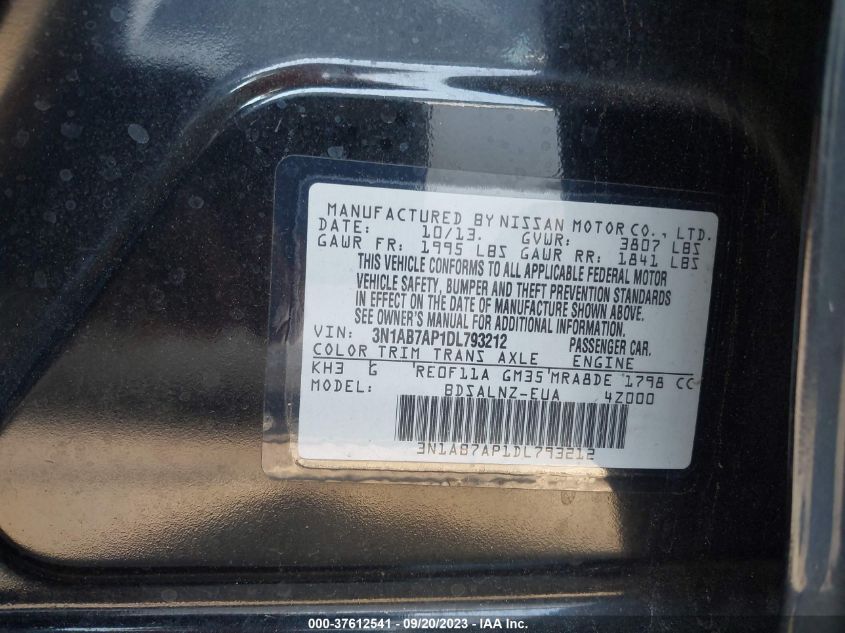 MANUFACTURED BY NISSAN MOTOR CO., LTD.
DATE: 10/13. GVWR: 3807 LBS
GAWR FR: 1995 LBS GAWR RR: 1841 LBS
THIS VEHICLE CONFORMS TO ALL APPLICABLE FEDERAL MOTOR
VEHICLE SAFETY, BUMPER AND THEFT PREVENTION STANDARDS
IN EFFECT ON THE DATE OF MANUFACTURE SHOWN ABOVE.
SEE OWNER'S MANUAL FOR ADDITIONAL INFORMATION.
VIN: 3N1AB7AP1DL793212 PASSENGER CAR.
COLOR TRIM TRANS AXLE ENGINE
KH3 G RE0F11A GM35 MRA8DE 1798 CC
MODEL: BDSALNZ-EUA 4Z000
3N1AB7AP1DL793212
000-37612541 - 09/20/2023 - IAA Inc.